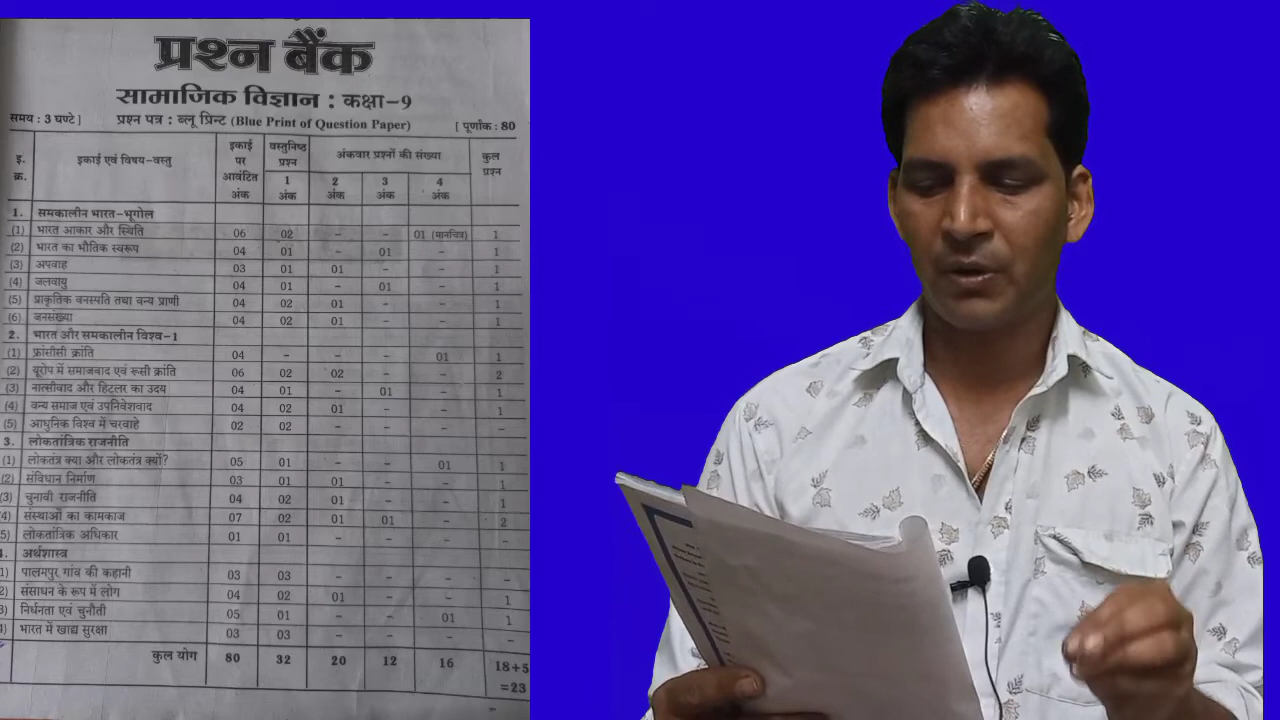 प्रश्न बैंक
सामाजिक विज्ञान : कक्षा-9
समय : 3 घण्टे ] प्रश्न पत्र : ब्लू प्रिन्ट (Blue Print of Question Paper) [ पूर्णांक : 80
इ. क्र. इकाई एवं विषय-वस्तु इकाई पर आवंटित अंक वस्तुनिष्ठ प्रश्न अंकवार प्रश्नों की संख्या कुल प्रश्न
1 अंक 2 अंक 3 अंक 4 अंक
1. समकालीन भारत-भूगोल
(1) भारत आकार और स्थिति 06 02 - - 01 (मानचित्र) 1
(2) भारत का भौतिक स्वरूप 04 01 - 01 - 1
(3) अपवाह 03 01 01 - - 1
(4) जलवायु 04 01 - 01 - 1
(5) प्राकृतिक वनस्पति तथा वन्य प्राणी 04 02 01 - - 1
(6) जनसंख्या 04 02 01 - - 1
2. भारत और समकालीन विश्व-1
(1) फ्रांसीसी क्रांति 04 - - - 01 1
(2) यूरोप में समाजवाद एवं रूसी क्रांति 06 02 02 - - 2
(3) नात्सीवाद और हिटलर का उदय 04 01 - 01 - 1
(4) वन्य समाज एवं उपनिवेशवाद 04 02 01 - - 1
(5) आधुनिक विश्व में चरवाहे 02 02 - - - -
3. लोकतांत्रिक राजनीति
(1) लोकतंत्र क्या और लोकतंत्र क्यों? 05 01 - - 01 1
(2) संविधान निर्माण 03 01 01 - - 1
(3) चुनावी राजनीति 04 02 01 - - 1
4) संस्थाओं का कामकाज 07 02 01 01 - 2
5) लोकतांत्रिक अधिकार 01 01 - - - -
4. अर्थशास्त्र
1) पालमपुर गांव की कहानी 03 03 - - - -
2) संसाधन के रूप में लोग 04 02 01 - - 1
3) निर्धनता एवं चुनौती 05 01 - - 01 1
4) भारत में खाद्य सुरक्षा 03 03 - - - -
कुल योग 80 32 20 12 16 18+5
=23